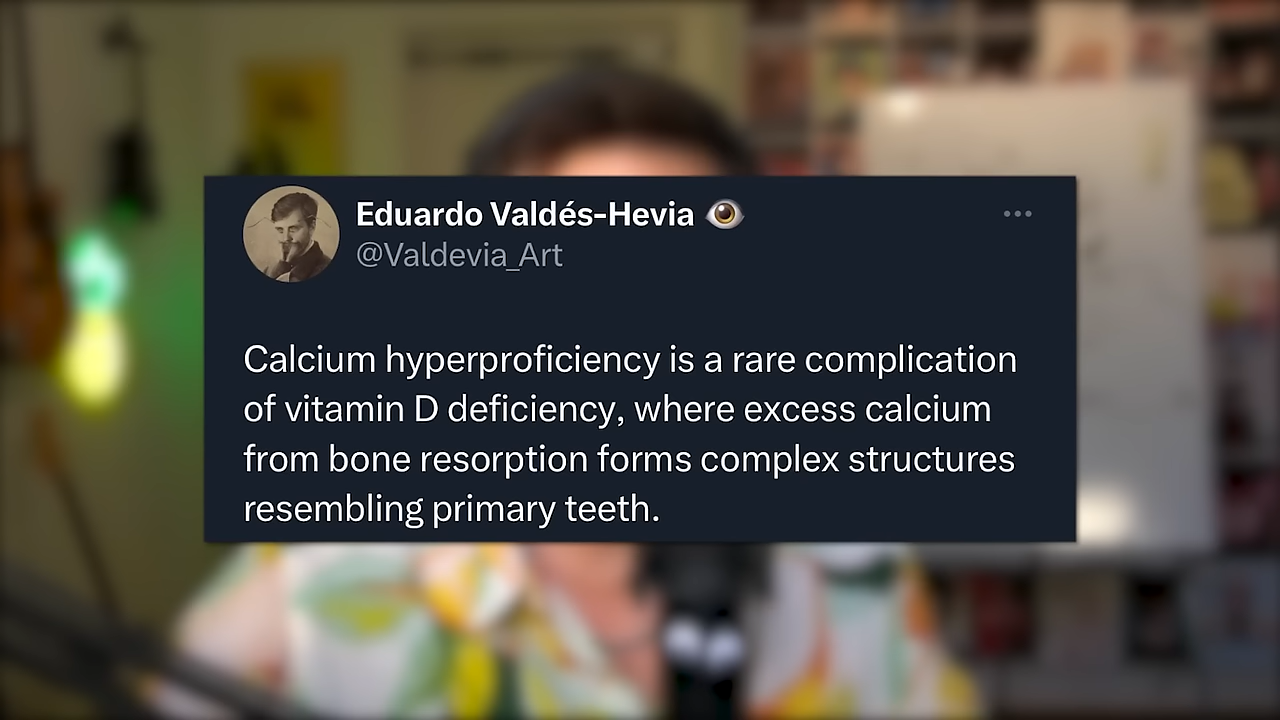 Eduardo Valdés-Hevia 👁️
@Valdevia_Art
Calcium hyperproficiency is a rare complication
of vitamin D deficiency, where excess calcium
from bone resorption forms complex structures
resembling primary teeth.